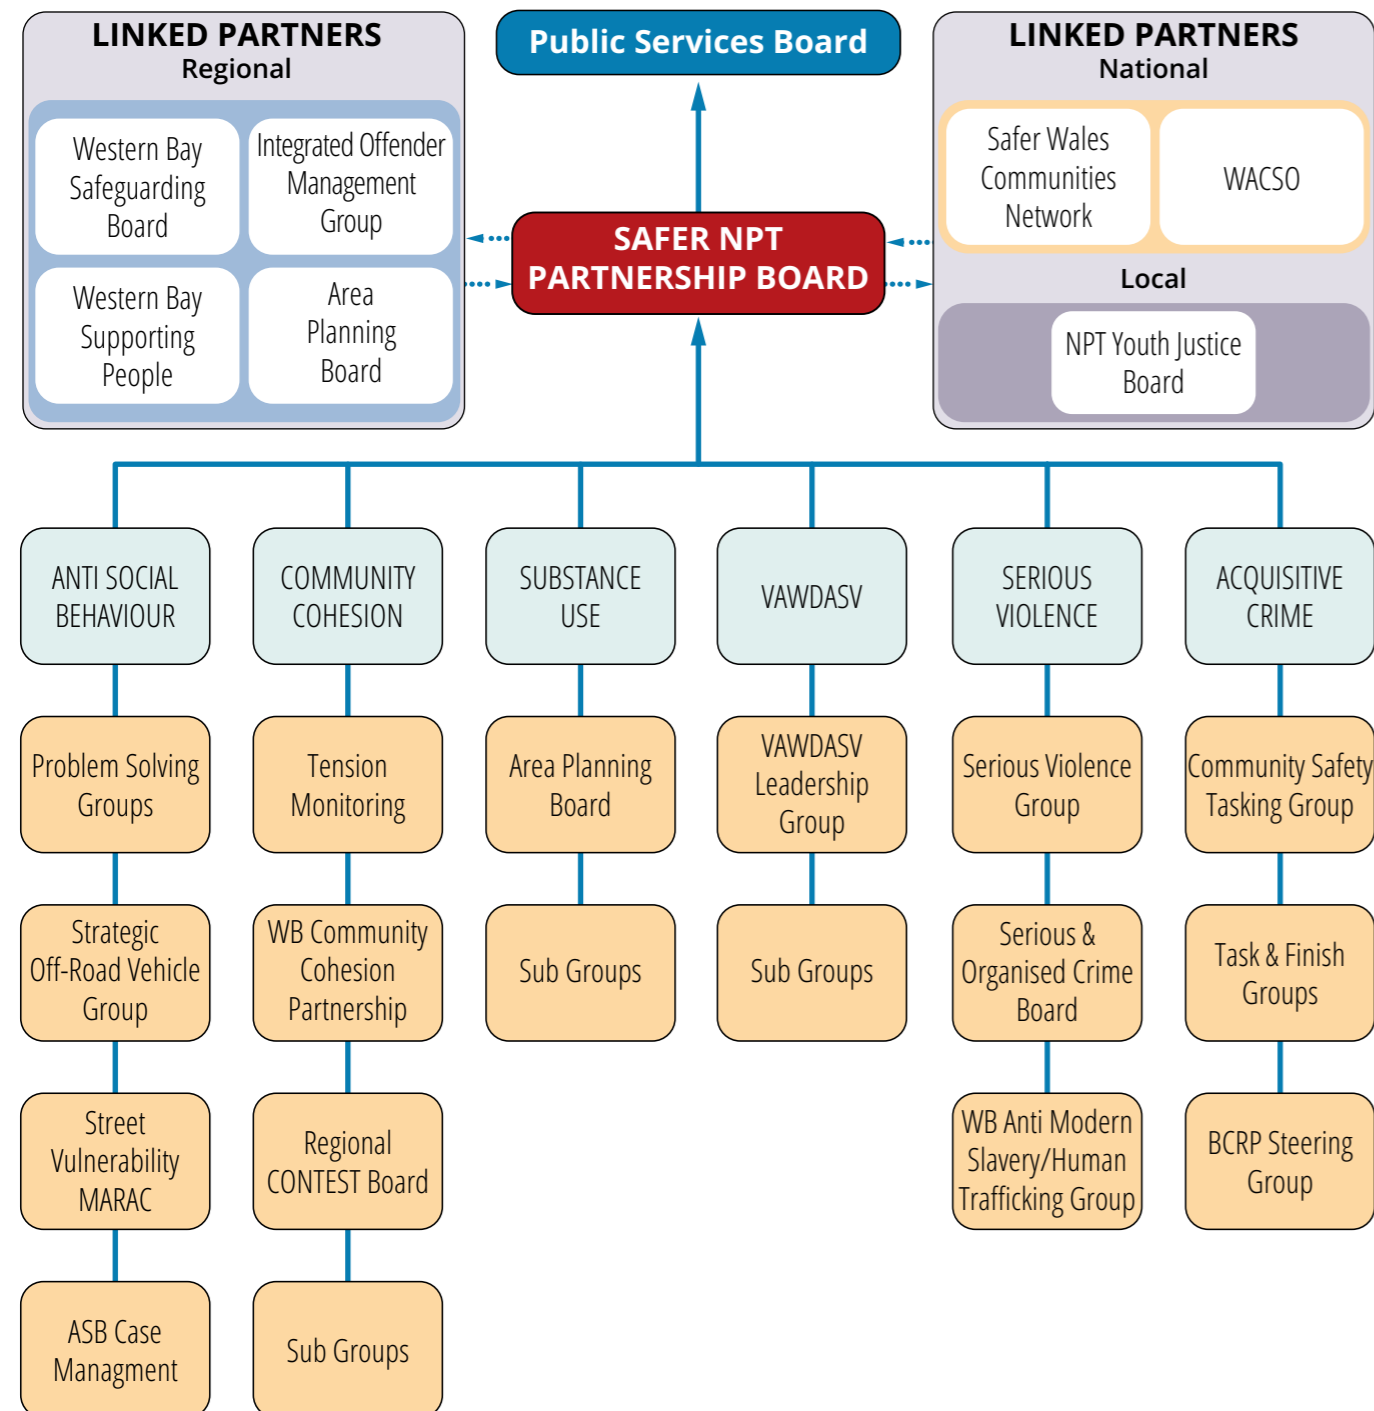 LINKED PARTNERS
Regional
Western Bay
Safeguarding
Board
Integrated Offender
Management
Group
Western Bay
Supporting
People
Area
Planning
Board
Public Services Board
SAFER NPT
PARTNERSHIP BOARD
LINKED PARTNERS
National
Safer Wales
Communities
Network
WACSO
Local
NPT Youth Justice
Board
ANTI SOCIAL
BEHAVIOUR
Problem Solving
Groups
Strategic
Off-Road Vehicle
Group
Street
Vulnerability
MARAC
ASB Case
Managment
COMMUNITY
COHESION
Tension
Monitoring
WB Community
Cohesion
Partnership
Regional
CONTEST Board
Sub Groups
SUBSTANCE
USE
Area Planning
Board
Sub Groups
VAWDASV
VAWDASV
Leadership
Group
Sub Groups
SERIOUS
VIOLENCE
Serious Violence
Group
Serious &
Organised Crime
Board
WB Anti Modern
Slavery/Human
Trafficking Group
ACQUISITIVE
CRIME
Community Safety
Tasking Group
Task & Finish
Groups
BCRP Steering
Group